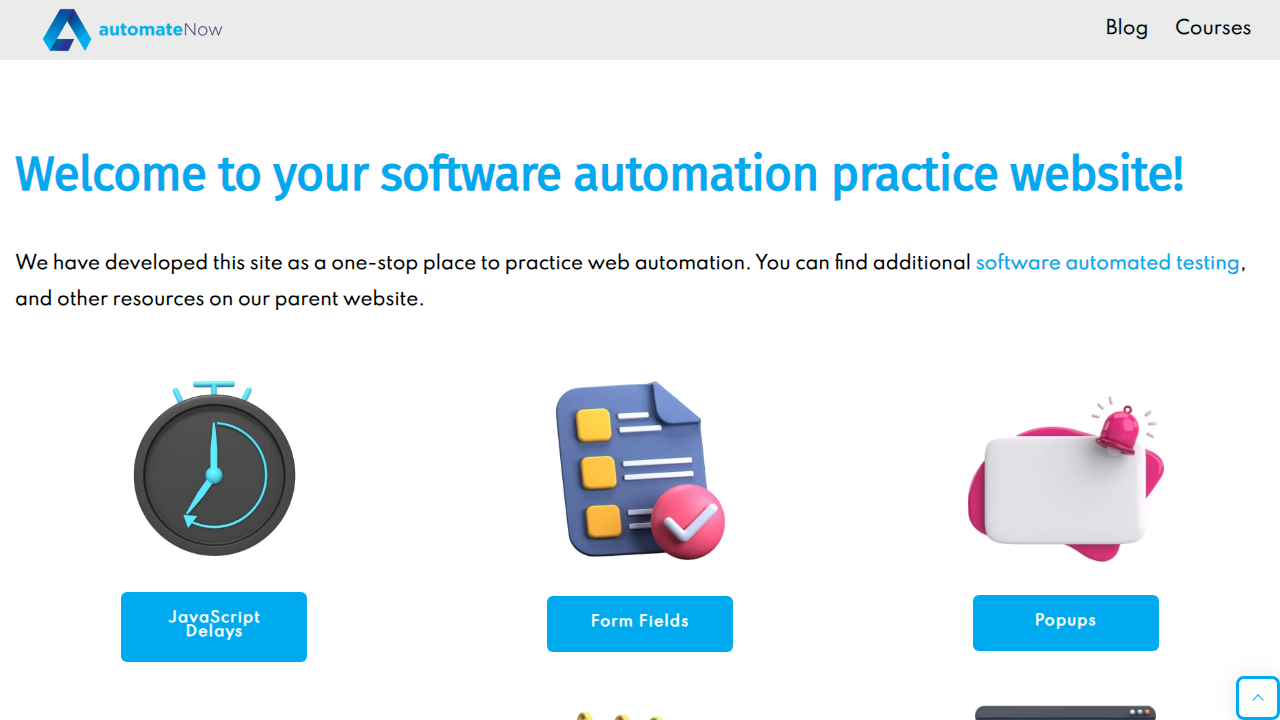 automateNow
Blog
Courses
Welcome to your software automation practice website!
We have developed this site as a one-stop place to practice web automation. You can find additional software automated testing,
and other resources on our parent website.
JavaScript
Delays
Form Fields
Popups